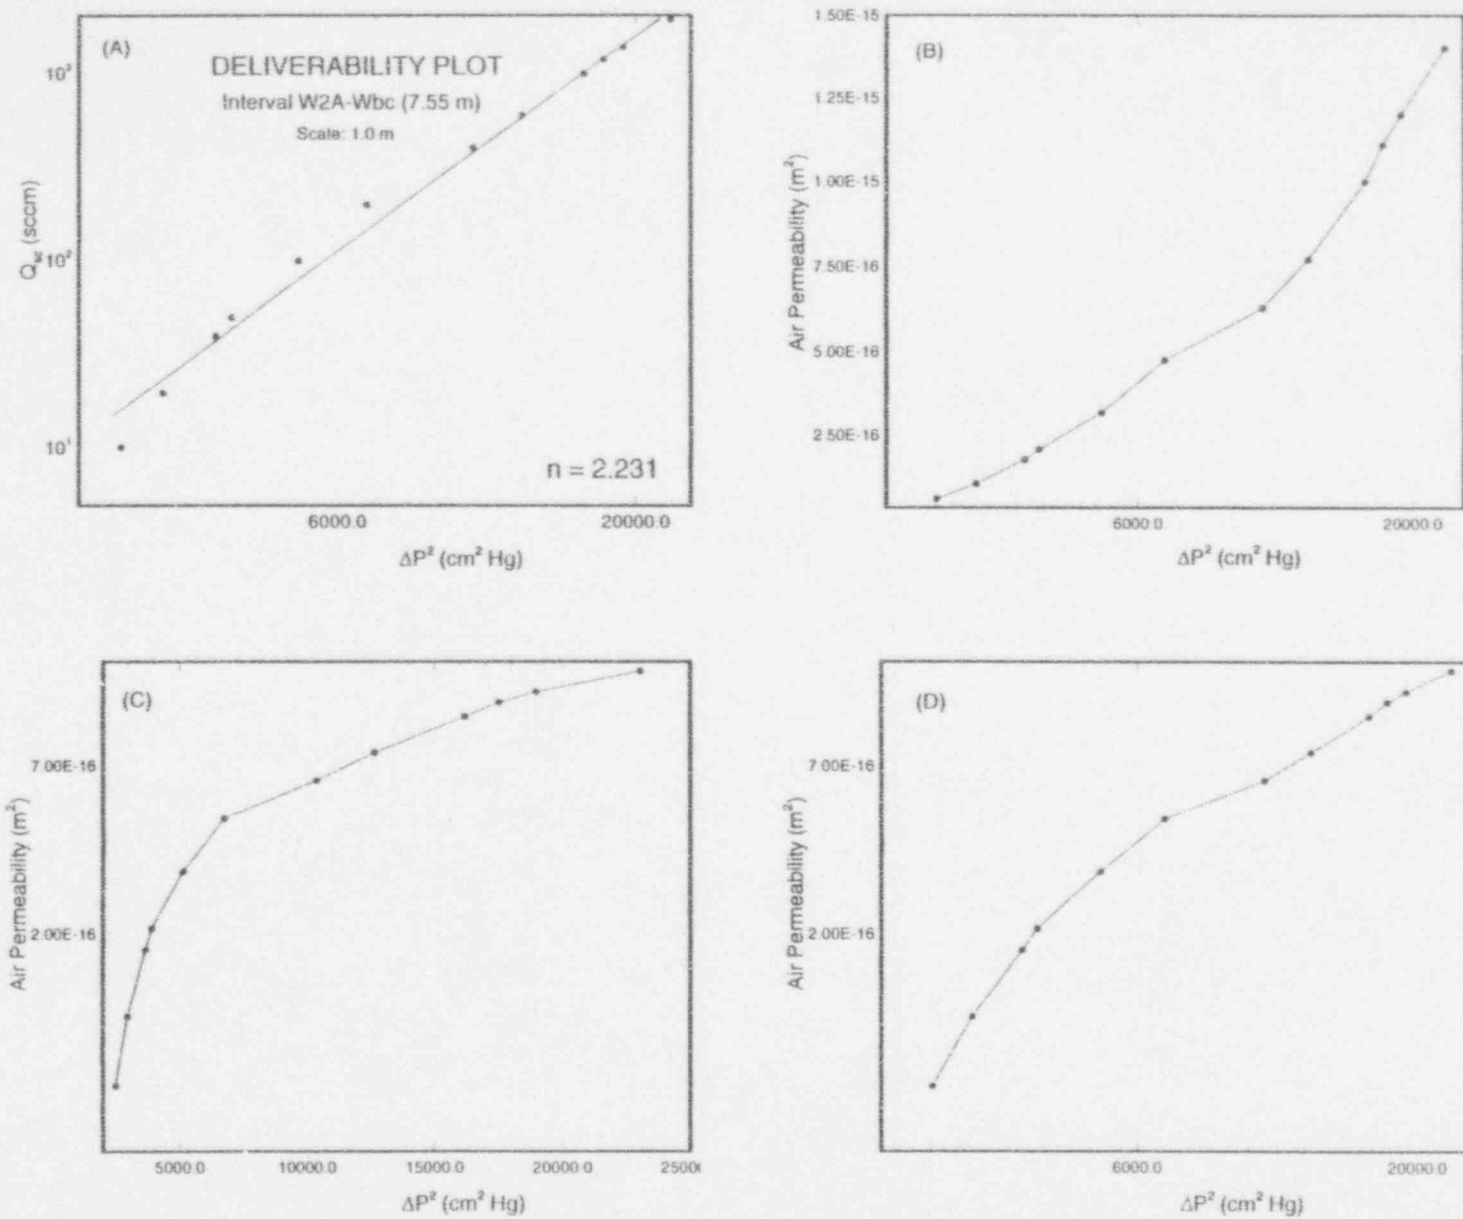 (A)
DELIVERABILITY PLOT
Interval W2A-Wbc (7.55 m)
Scale: 1.0 m
10³
10²
10¹
Q_sc (sccm)
n = 2.231
6000.0
20000.0
ΔP² (cm² Hg)
(B)
1.50E-15
1.25E-15
1.00E-15
7.50E-16
5.00E-16
2.50E-16
Air Permeability (m²)
6000.0
20000.0
ΔP² (cm² Hg)
(C)
7.00E-16
2.00E-16
Air Permeability (m²)
5000.0
10000.0
15000.0
20000.0
2500
ΔP² (cm² Hg)
(D)
7.00E-16
2.00E-16
Air Permeability (m²)
6000.0
20000.0
ΔP² (cm² Hg)